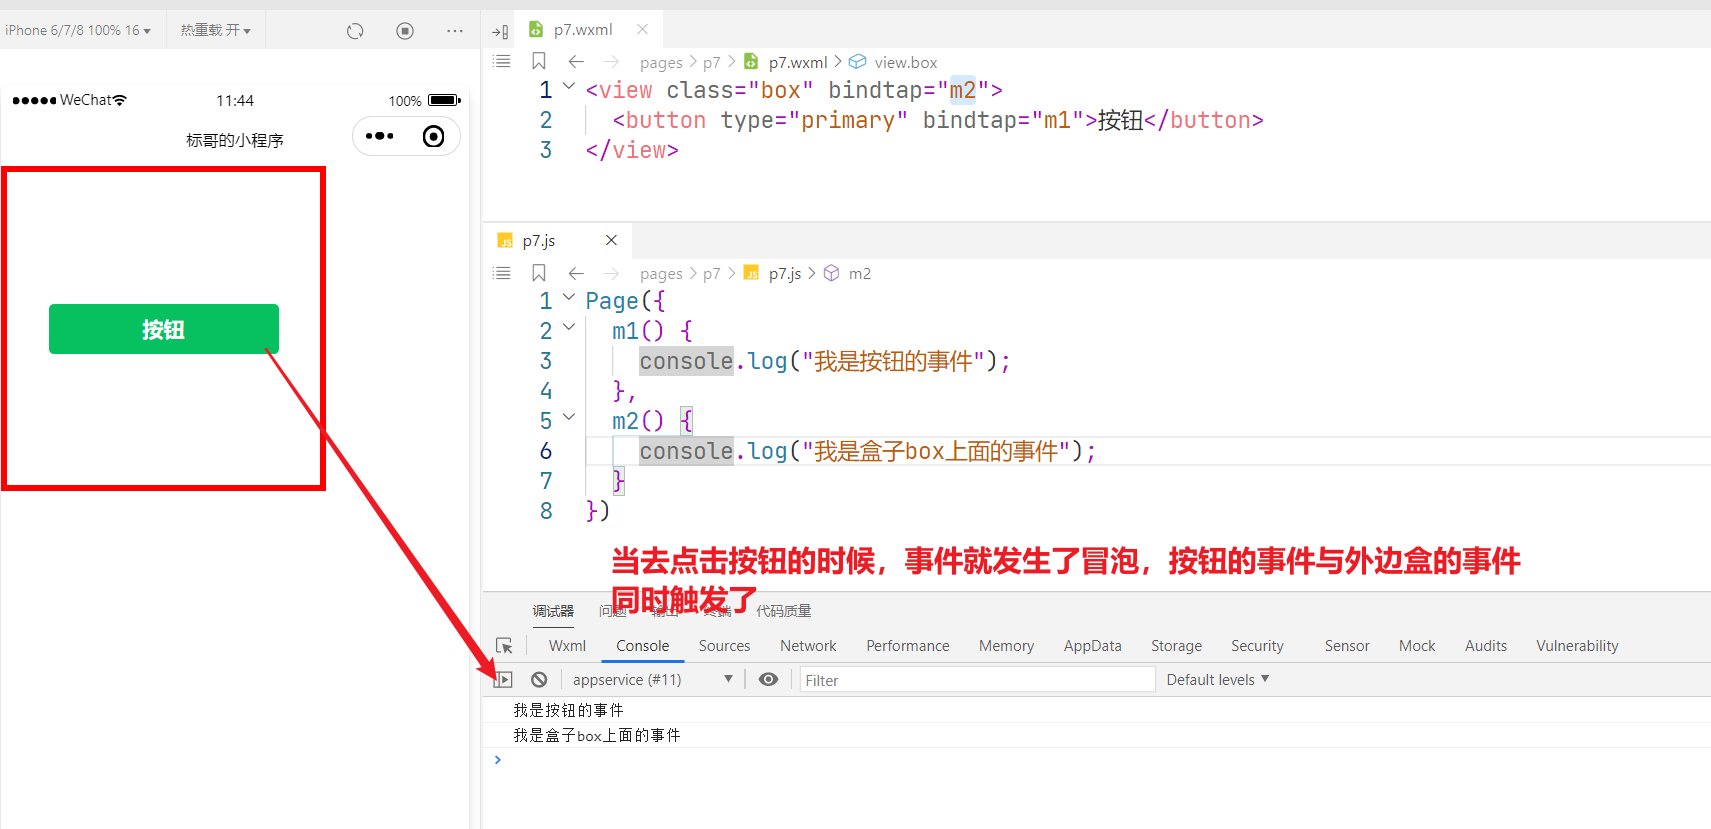 iPhone 6/7/8 100% 16
热重载 开
WeChat
11:44
100%
标哥的小程序
按钮
p7.wxml
pages > p7 > p7.wxml > view.box
1 <view class="box" bindtap="m2">
2 <button type="primary" bindtap="m1">按钮</button>
3 </view>
p7.js
pages > p7 > p7.js > m2
1 Page({
2 m1() {
3 console.log("我是按钮的事件");
4 },
5 m2() {
6 console.log("我是盒子box上面的事件");
7 }
8 })
当去点击按钮的时候，事件就发生了冒泡，按钮的事件与外边盒的事件
同时触发了
调试器 问题 输出 终端 代码质量
Wxml Console Sources Network Performance Memory AppData Storage Security Sensor Mock Audits Vulnerability
appservice (#11) Filter Default levels
我是按钮的事件
我是盒子box上面的事件